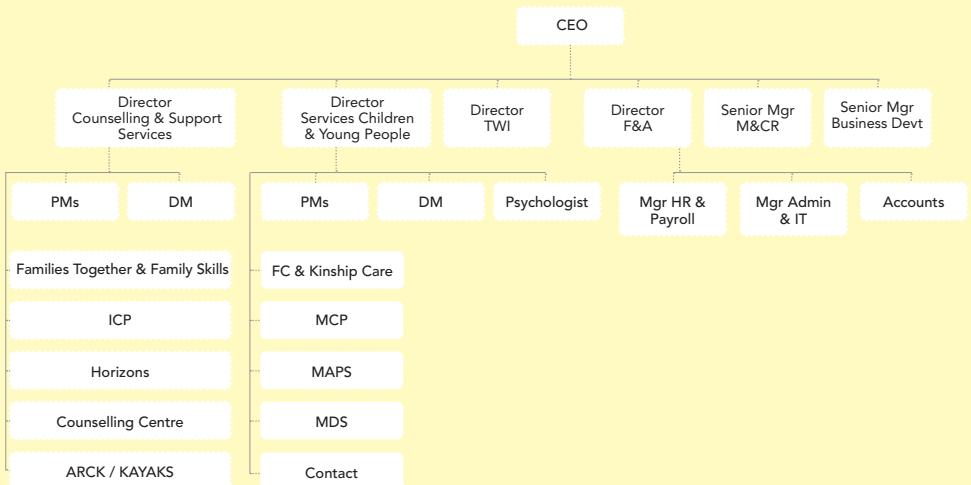 CEO
Director
Counselling & Support
Services
Director
Services Children
& Young People
Director
TWI
Director
F&A
Senior Mgr
M&CR
Senior Mgr
Business Devt
PMs
DM
PMs
DM
Psychologist
Mgr HR &
Payroll
Mgr Admin
& IT
Accounts
Families Together & Family Skills
FC & Kinship Care
ICP
MCP
Horizons
MAPS
Counselling Centre
MDS
ARCK / KAYAKS
Contact